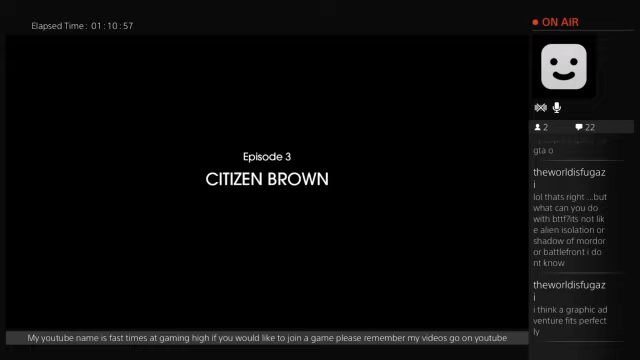 Elapsed Time : 01:10:57
ON AIR
2
22
Episode 3
CITIZEN BROWN
gta o
theworldisfugaz
i
lol thats right ...but
what can you do
with bttf?its not lik
e alien isolation or
shadow of mordor
or battlefront i do
nt know
theworldisfugaz
i
i think a graphic ad
venture fits perfect
ly
My youtube name is fast times at gaming high if you would like to join a game please remember my videos go on youtube